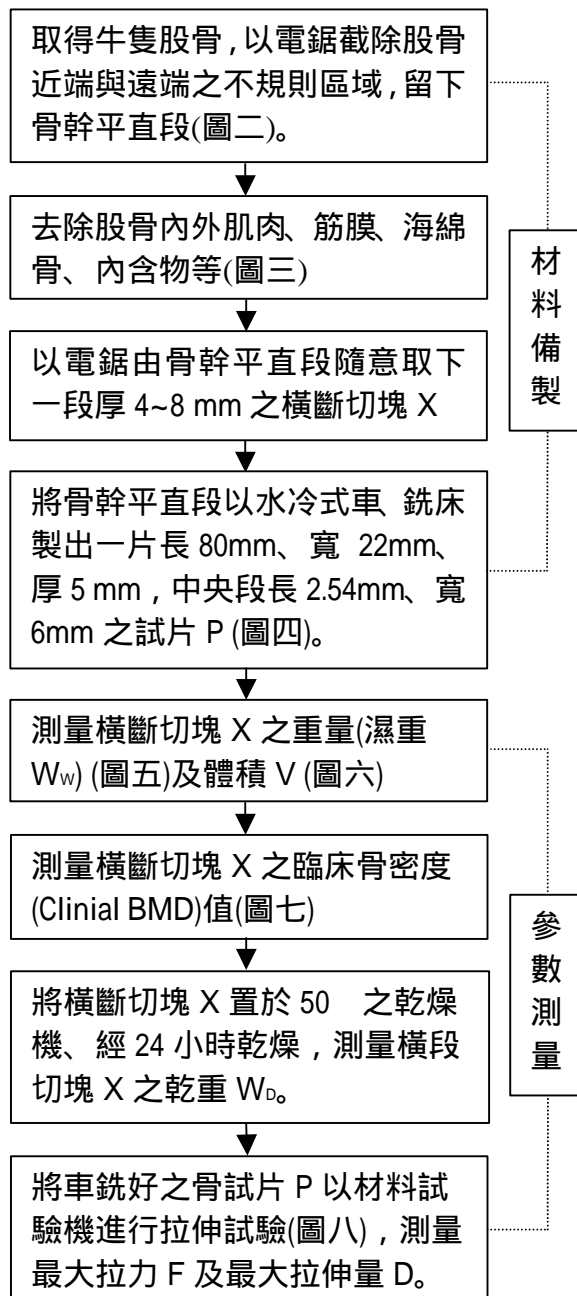 取得牛隻股骨，以電鋸截除股骨
近端與遠端之不規則區域，留下
骨幹平直段(圖二)。
去除股骨內外肌肉、筋膜、海綿
骨、內含物等(圖三)
以電鋸由骨幹平直段隨意取下
一段厚 4~8 mm 之橫斷切塊 X
將骨幹平直段以水冷式車、銑床
製出一片長 80mm、寬 22mm、
厚 5 mm，中央段長 2.54mm、寬
6mm 之試片 P (圖四)。
材料備製
測量橫斷切塊 X 之重量(濕重
Ww) (圖五)及體積 V (圖六)
測量橫斷切塊 X 之臨床骨密度
(Clinial BMD)值(圖七)
將橫斷切塊 X 置於 50 之乾燥
機、經 24 小時乾燥，測量橫段
切塊 X 之乾重 WD。
將車銑好之骨試片 P 以材料試
驗機進行拉伸試驗(圖八)，測量
最大拉力 F 及最大拉伸量 D。
參數測量